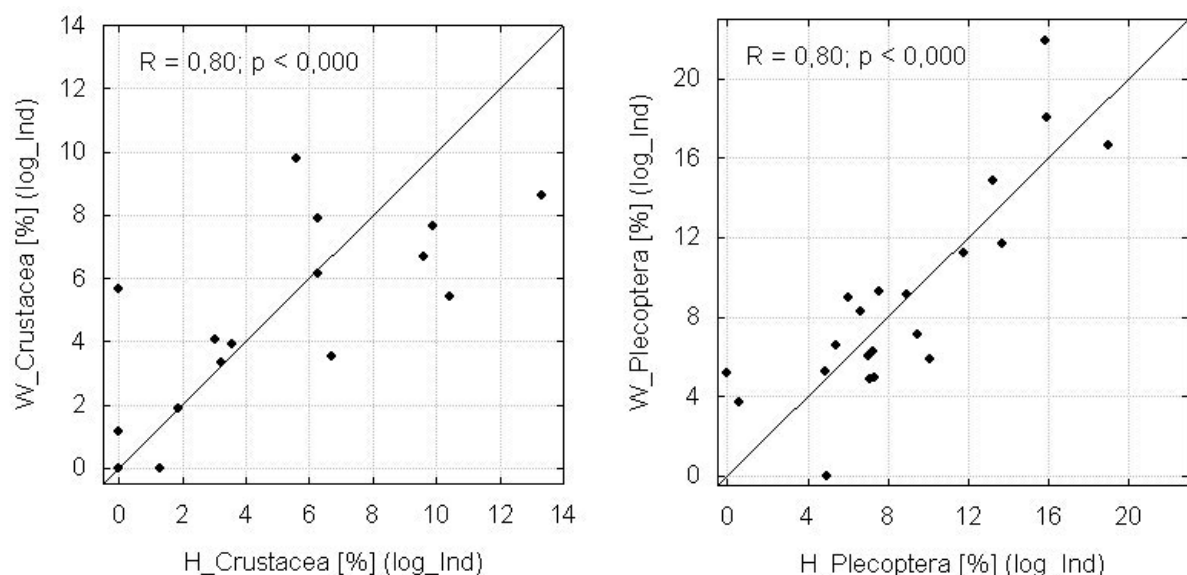 R = 0,80; p < 0,000
W_Crustacea [%] (log_Ind)
14
12
10
8
6
4
2
0
0 2 4 6 8 10 12 14
H_Crustacea [%] (log_Ind)
R = 0,80; p < 0,000
W_Plecoptera [%] (log_Ind)
20
16
12
8
4
0
0 4 8 12 16 20
H_Plecoptera [%] (log_Ind)